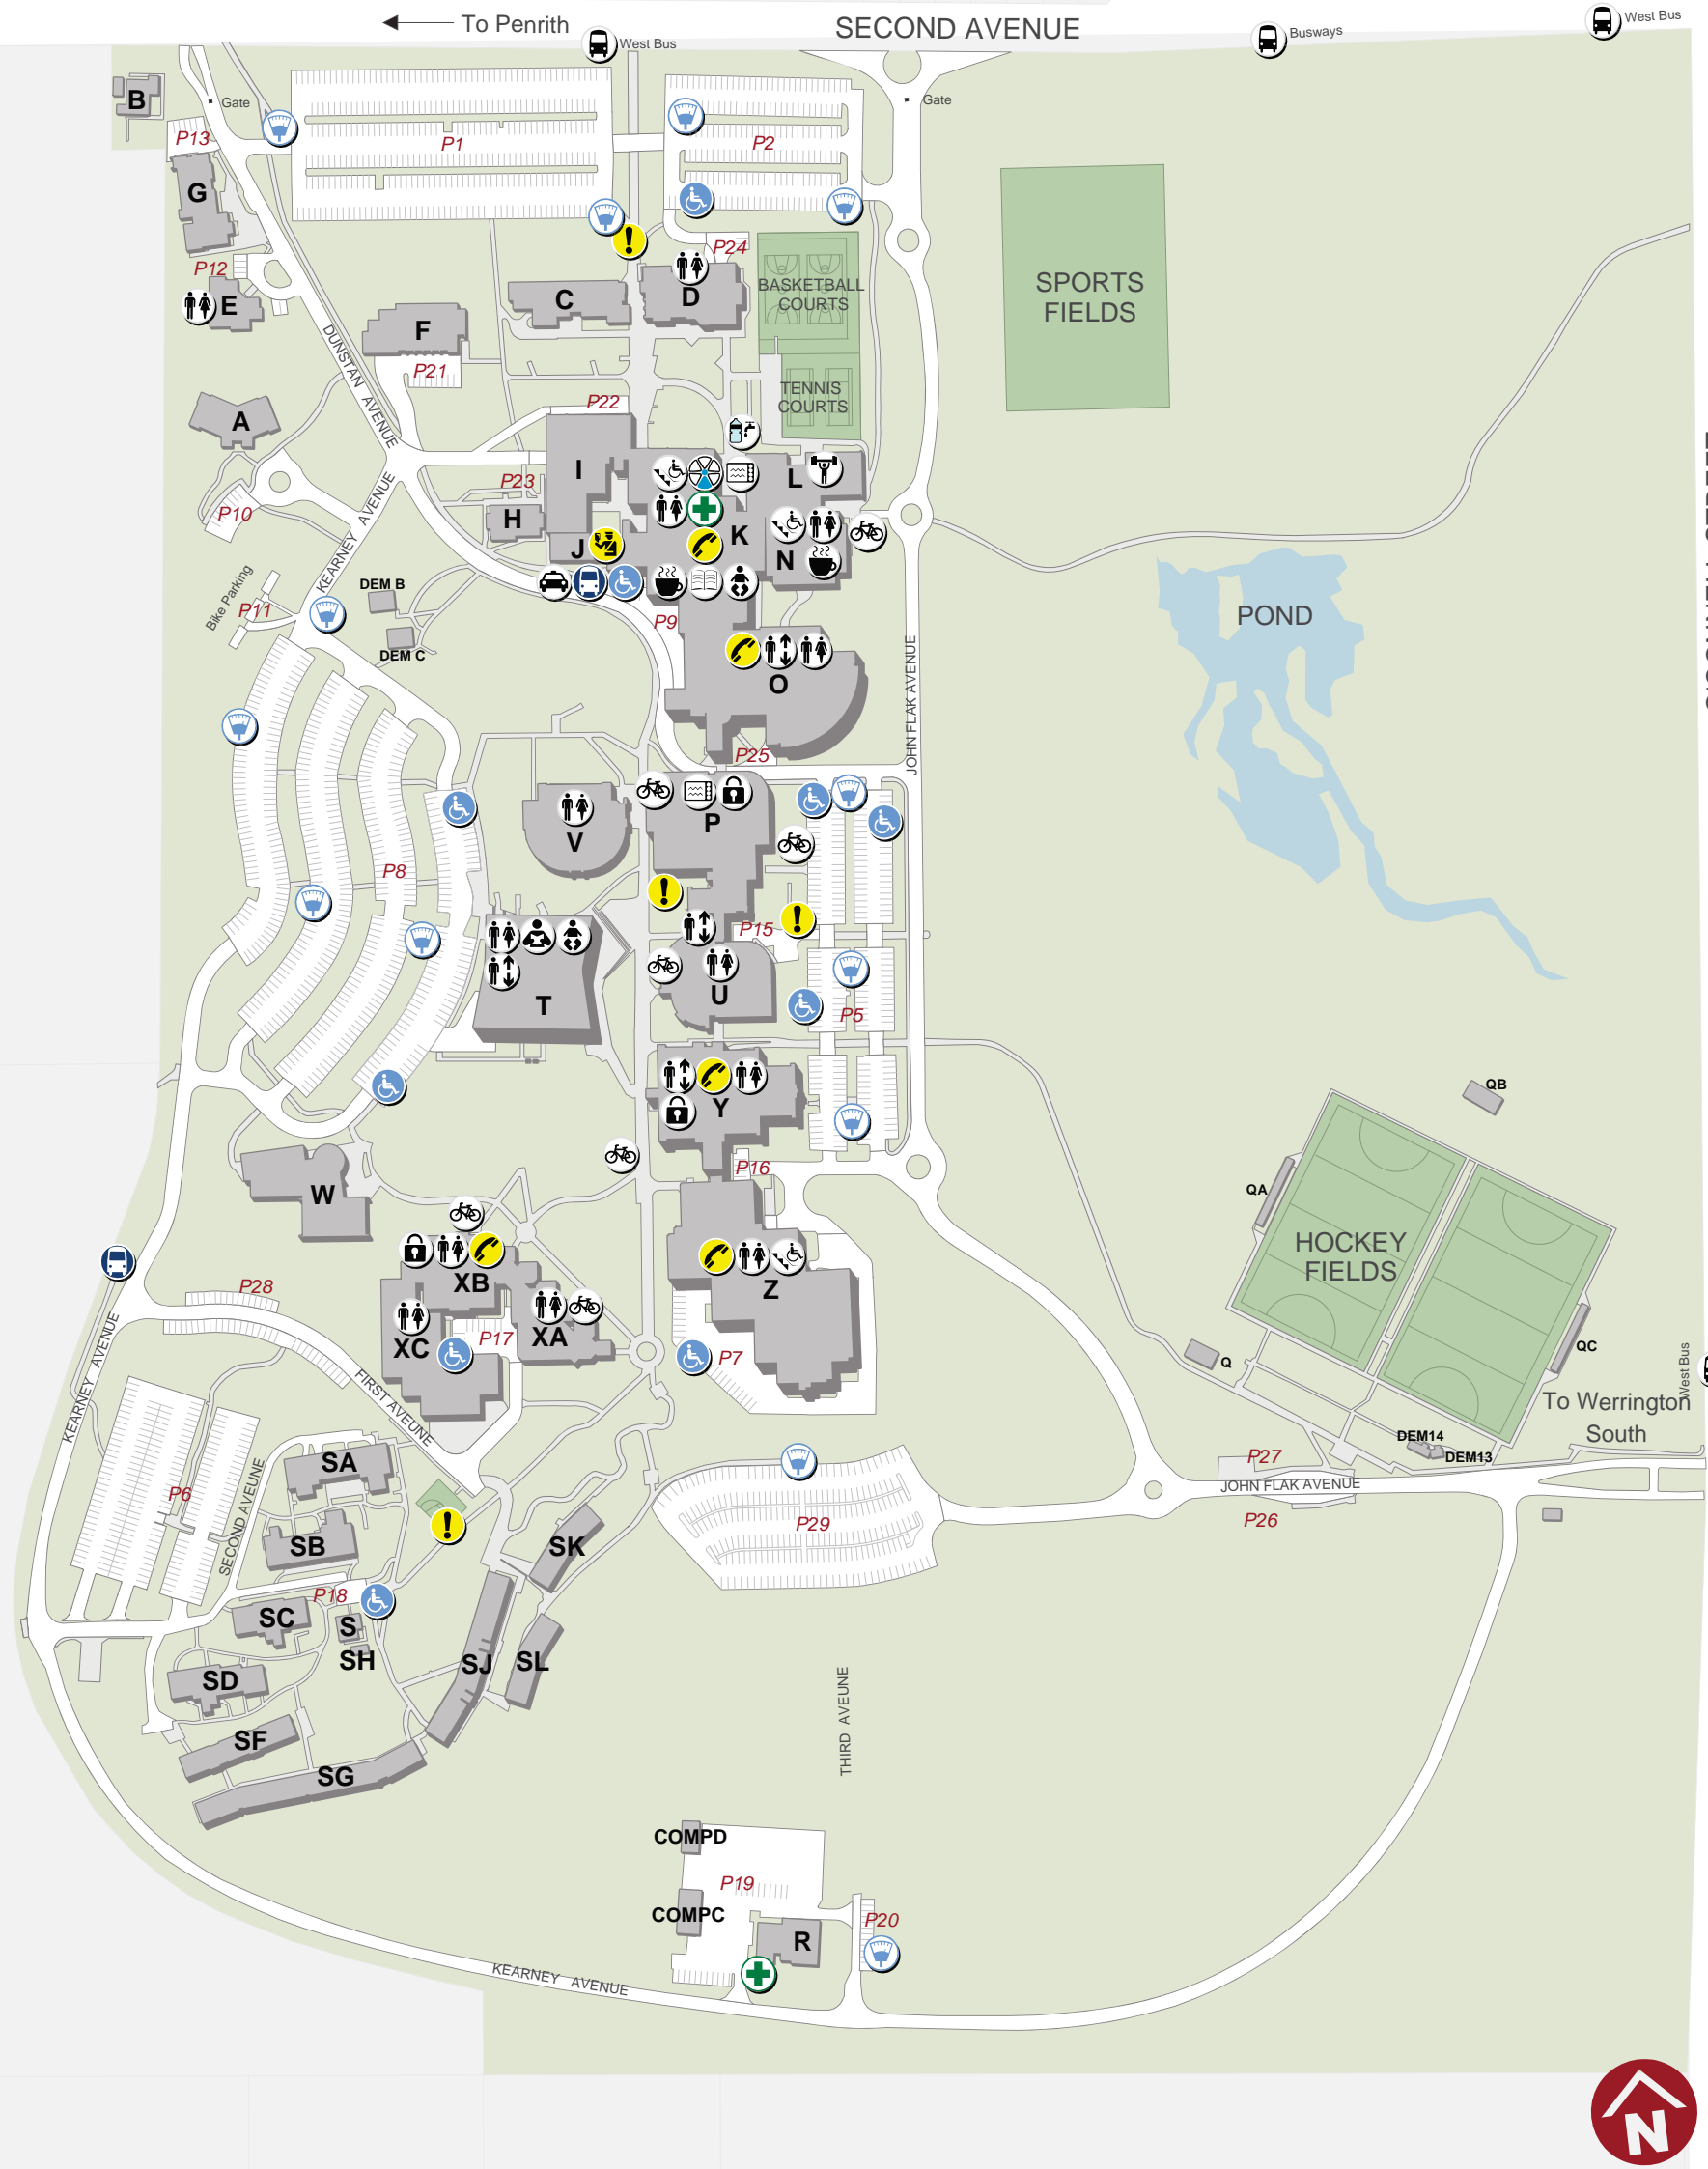 To Penrith
SECOND AVENUE
West Bus
Busways
West Bus
B
Gate
Gate
P13
P1
P2
G
P24
P12
E
C
D
BASKETBALL
COURTS
SPORTS
FIELDS
F
P21
DUNSTAN AVENUE
TENNIS
COURTS
A
P22
I
L
P23
P10
H
K
J
N
KEARNEY AVENUE
DEM B
Bike Parking
P11
DEM C
P9
POND
O
JOHN FLAK AVENUE
P25
V
P
P8
P15
T
U
P5
Y
QB
P16
W
QA
HOCKEY
FIELDS
XB
Z
P28
XC
P17
XA
P7
Q
QC
KEARNEY AVENUE
FIRST AVEUNE
West Bus
To Werrington
South
SA
DEM14
DEM13
P27
JOHN FLAK AVENUE
P26
P6
SECOND AVEUNE
P29
SB
SK
P18
SC
S
SH
SJ
SL
SD
SF
SG
THIRD AVEUNE
COMPD
P19
COMPC
R
P20
KEARNEY AVENUE
N